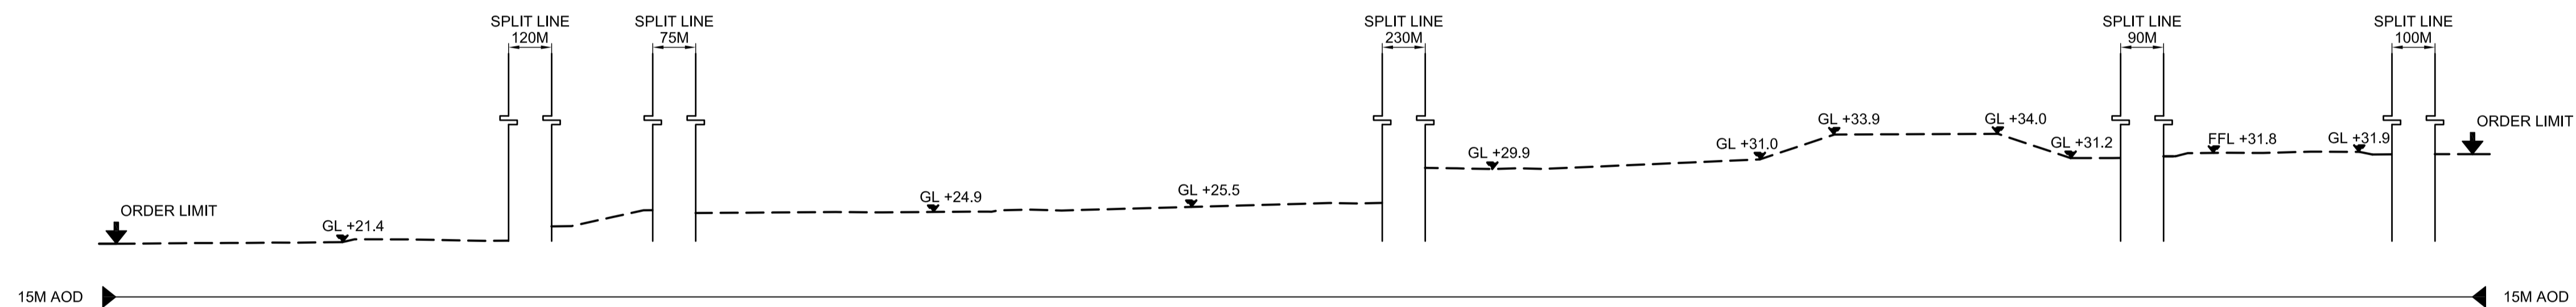 SPLIT LINE
120M
SPLIT LINE
75M
SPLIT LINE
230M
SPLIT LINE
90M
SPLIT LINE
100M
ORDER LIMIT
GL +21.4
GL +24.9
GL +25.5
GL +29.9
GL +31.0
GL +33.9
GL +34.0
GL +31.2
FFL +31.8
GL +31.9
ORDER LIMIT
15M AOD
15M AOD